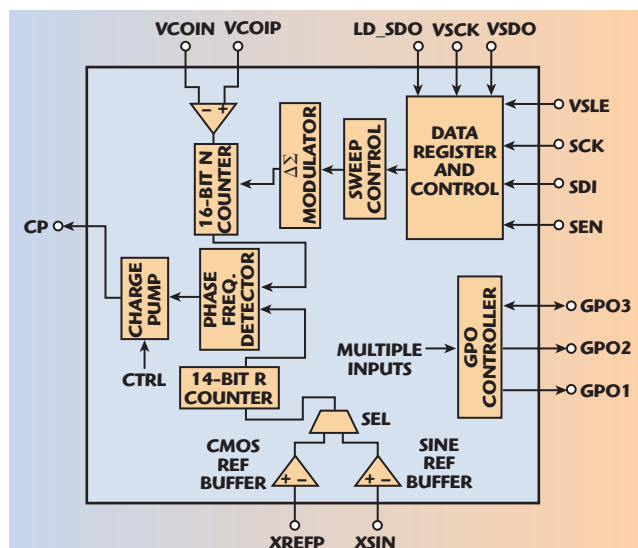 VCOIN VCOIP LD_SDO VSCK VSDO
– +
VSLE
SCK
SDI
SEN
DATA
REGISTER
AND
CONTROL
SWEEP
CONTROL
ΔΣ
MODULATOR
16-BIT N
COUNTER
CP
CHARGE
PUMP
PHASE
FREQ.
DETECTOR
CTRL
14-BIT R
COUNTER
MULTIPLE
INPUTS
GPO
CONTROLLER
GPO3
GPO2
GPO1
SEL
CMOS
REF
BUFFER
+ –
SINE
REF
BUFFER
+ –
XREFP XSIN